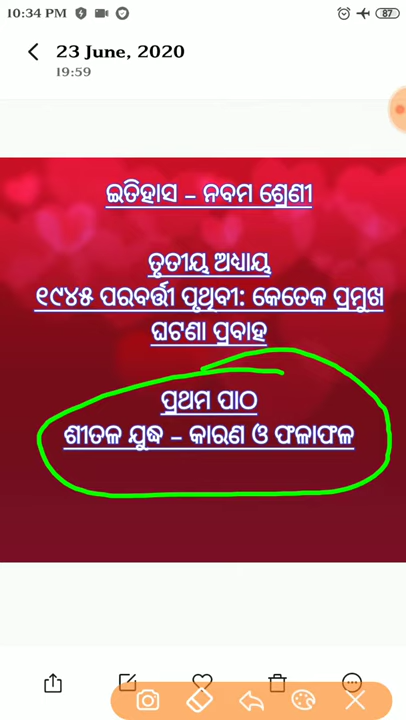 10:34 PM
87
23 June, 2020
19:59
ଇତିହାସ – ନବମ ଶ୍ରେଣୀ
ତୃତୀୟ ଅଧ୍ୟାୟ
୧୯୪୫ ପରବର୍ତ୍ତୀ ପୃଥିବୀ: କେତେକ ପ୍ରମୁଖ
ଘଟଣା ପ୍ରବାହ
ପ୍ରଥମ ପାଠ
ଶୀତଳ ଯୁଦ୍ଧ – କାରଣ ଓ ଫଳାଫଳ